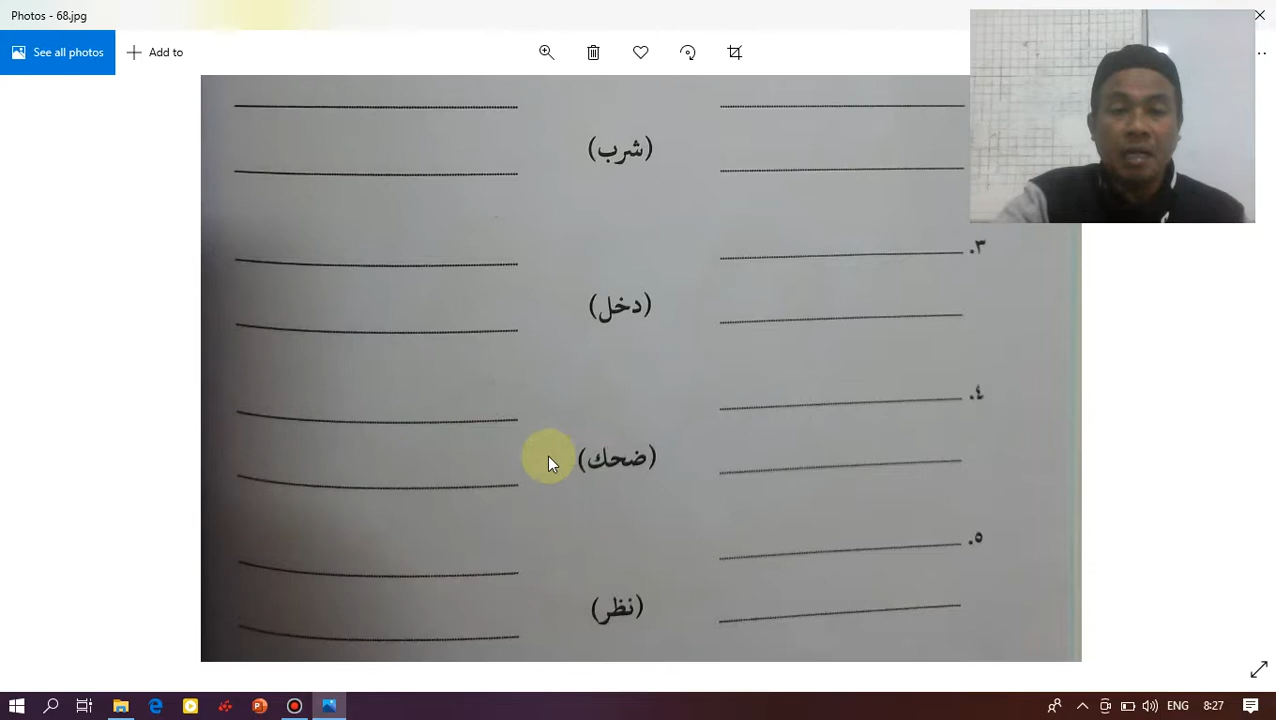 Photos - 68.jpg
See all photos
Add to
(شرب)
٣.
(دخل)
٤.
(ضحك)
٥.
(نظر)
ENG
8:27